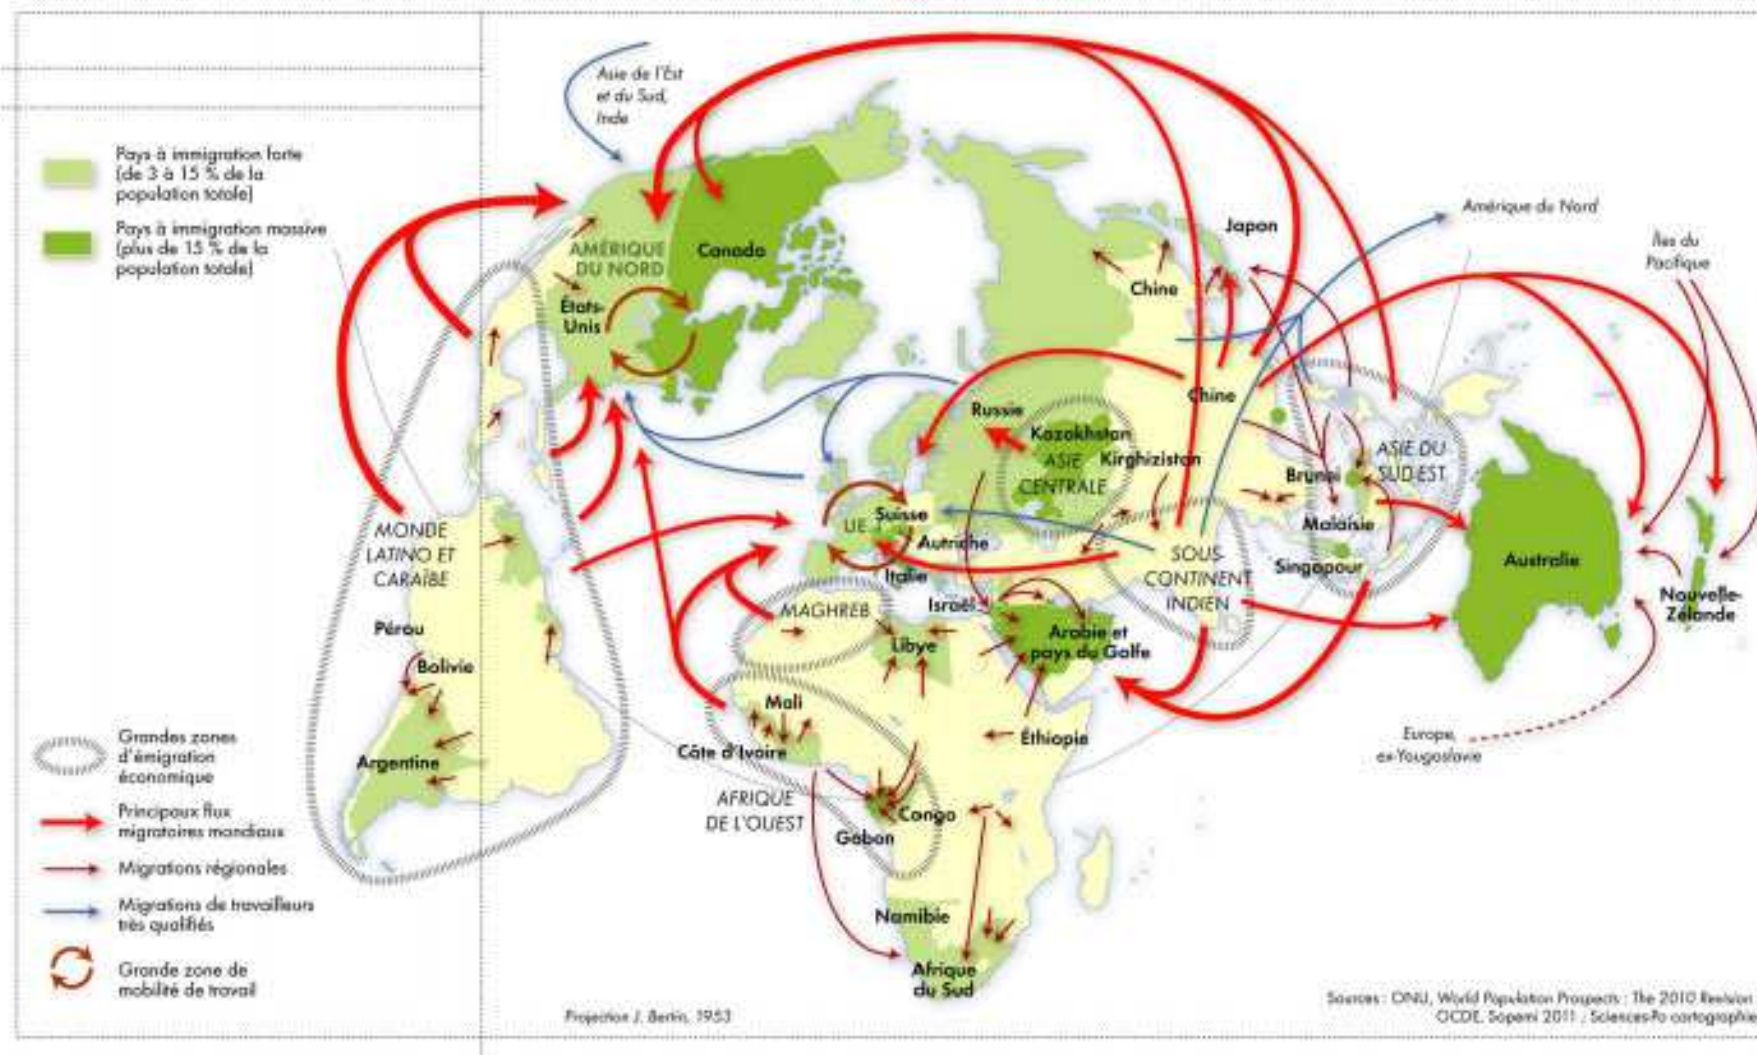 Pays à immigration forte
(de 3 à 15 % de la
population totale)
Pays à immigration massive
(plus de 15 % de la
population totale)
Grandes zones
d'émigration
économique
Principaux flux
migratoires mondiaux
Migrations régionales
Migrations de travailleurs
très qualifiés
Grande zone de
mobilité de travail
Asie de l'Est
et du Sud,
Inde
AMÉRIQUE
DU NORD
Canada
États-
Unis
MONDE
LATINO ET
CARAÏBE
Pérou
Bolivie
Argentine
Japon
Amérique du Nord
Îles du
Pacifique
Chine
Chine
Russie
Kazakhstan
Kirghizistan
ASIE
CENTRALE
UE
Suisse
Autriche
Italie
Israël
MAGHREB
Libye
Arabie et
pays du Golfe
SOUS-
CONTINENT
INDIEN
Brunei
ASIE DU
SUD-EST
Malaisie
Singapour
Australie
Nouvelle-
Zélande
Europe,
ex-Yougoslavie
Mali
Côte d'Ivoire
Éthiopie
AFRIQUE
DE L'OUEST
Gabon
Congo
Namibie
Afrique
du Sud
Projection J. Bertin, 1953
Sources : ONU, World Population Prospects : The 2010 Revision
OCDE, Sopemi 2011 ; Sciences-Po cartographie